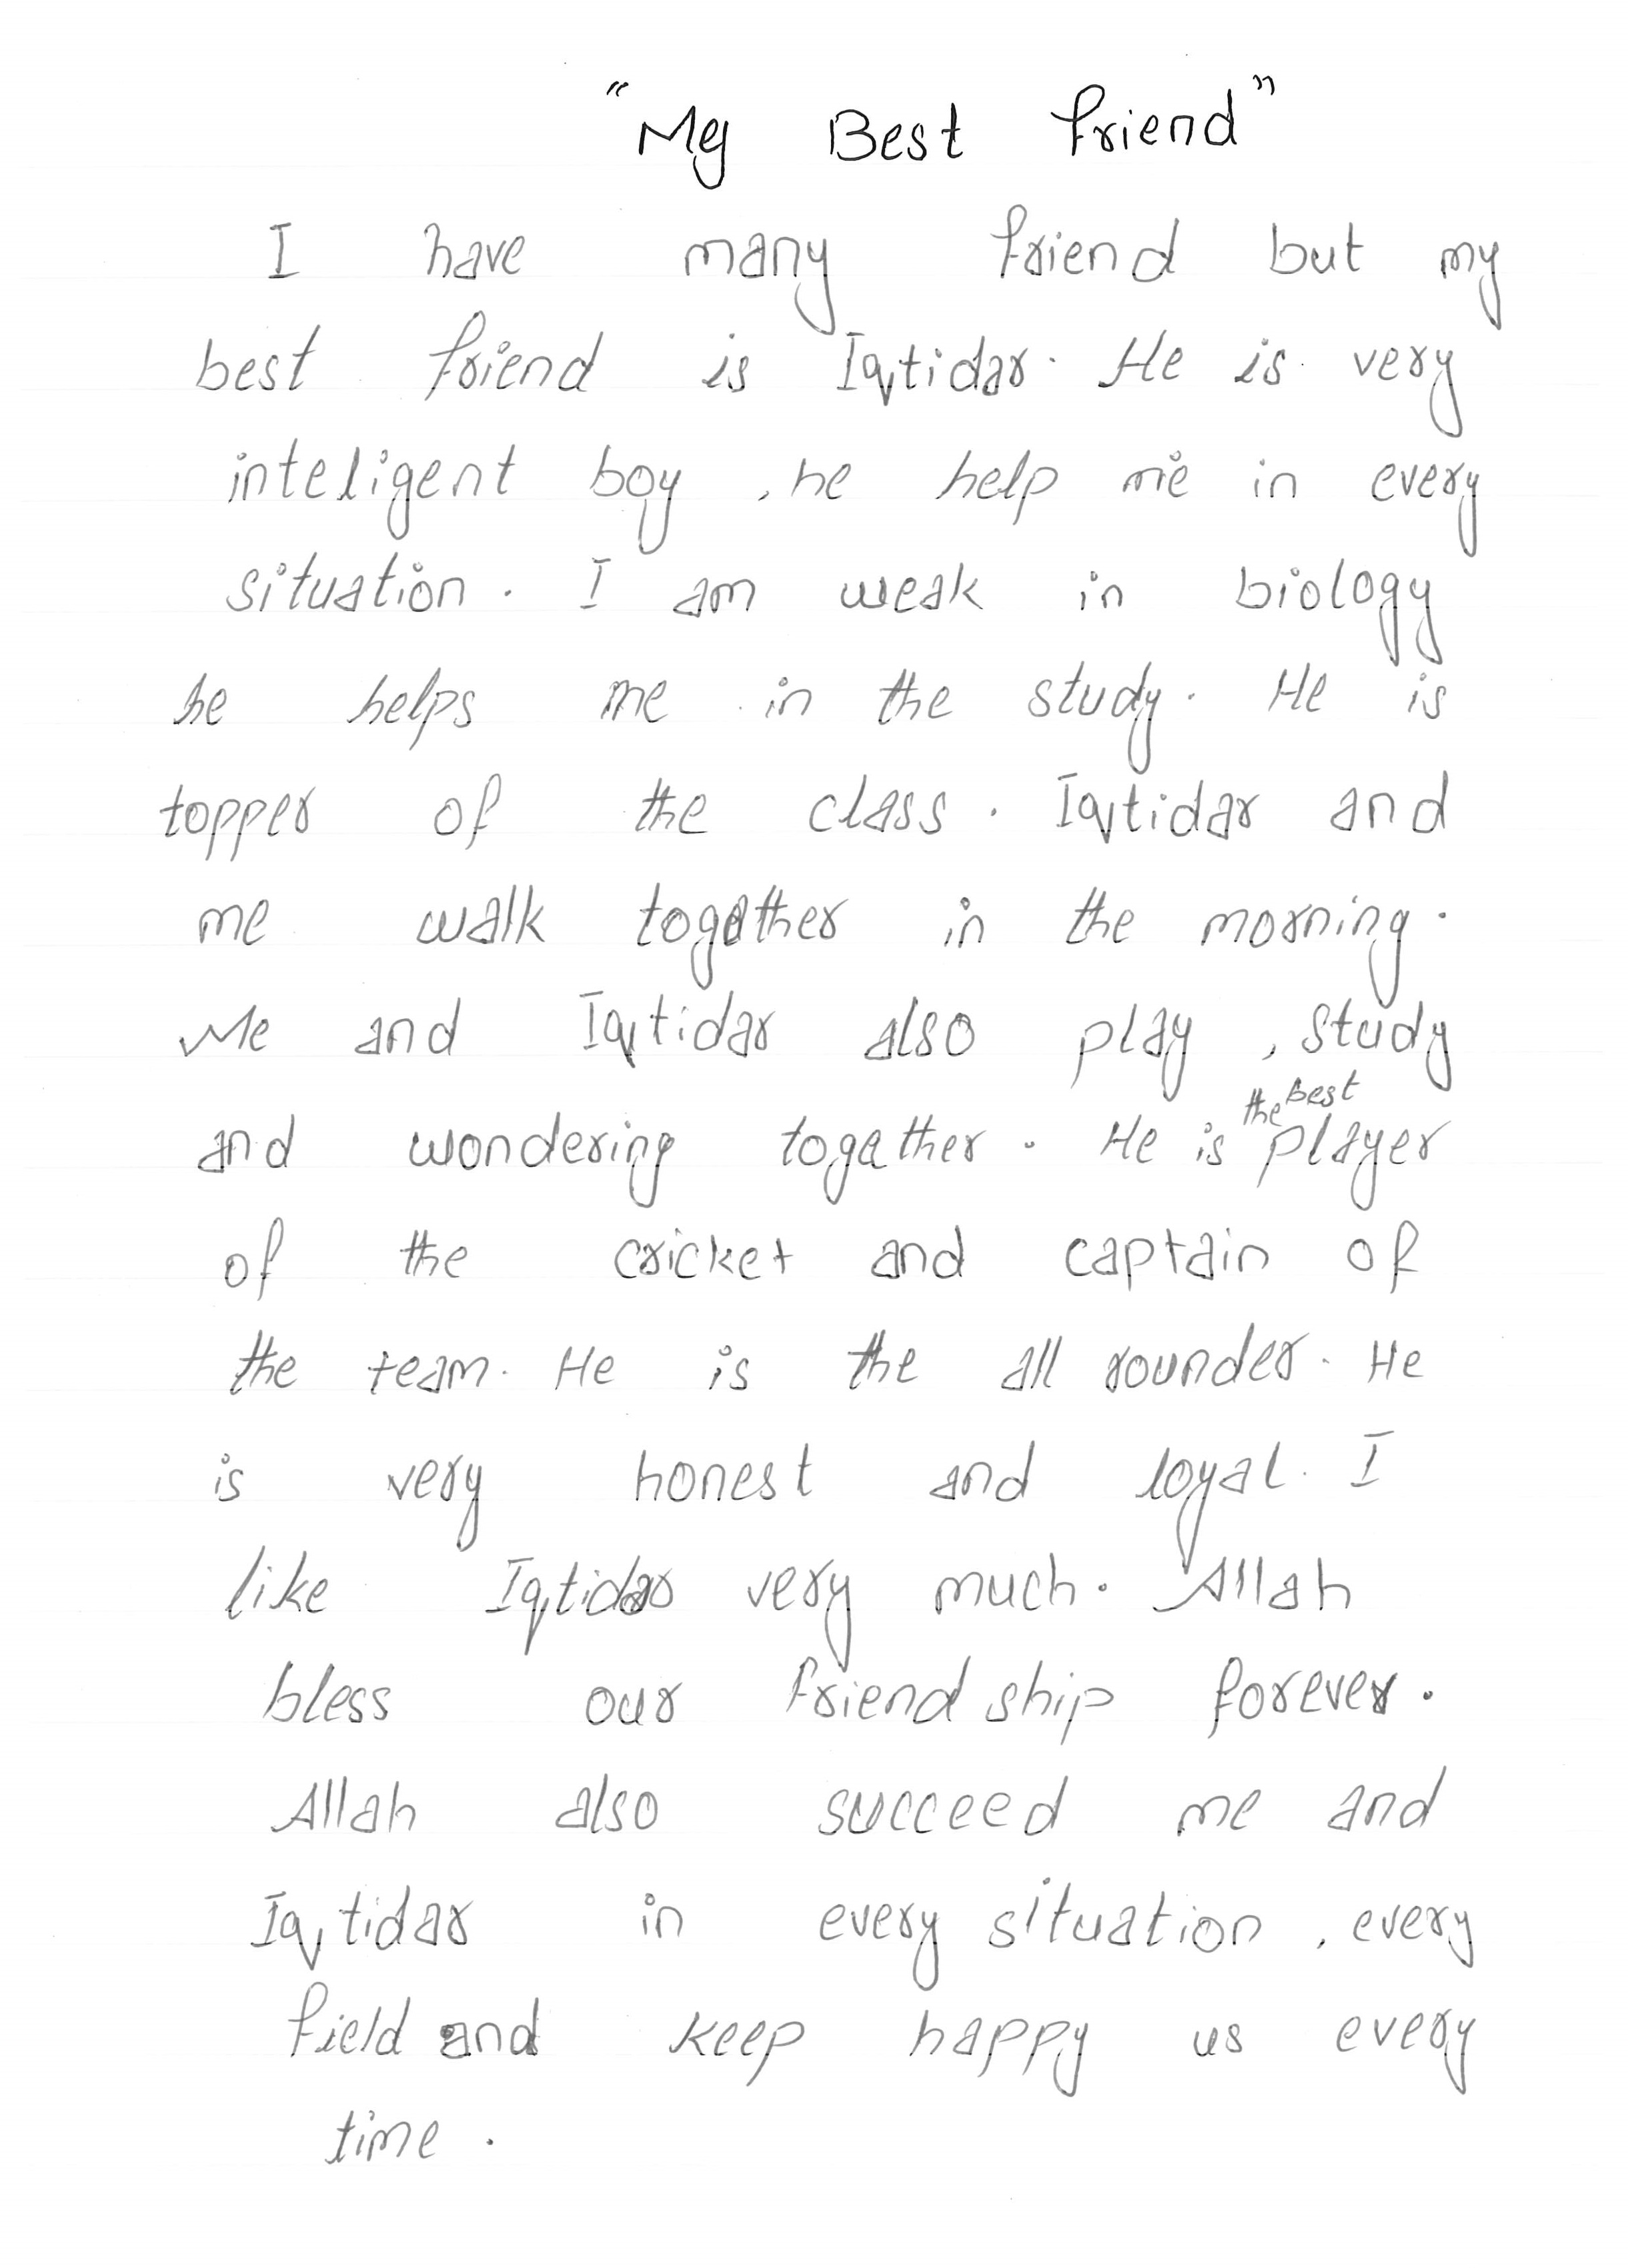 "My Best friend"
I have many friend but my
best friend is Iqtidar. He is very
inteligent boy , he help me in every
situation. I am weak in biology
he helps me in the study. He is
topper of the class. Iqtidar and
me walk together in the morning.
Me and Iqtidar also play , study
and wondering together. He is the best player
of the cricket and captain of
the team. He is the all rounder. He
is very honest and loyal. I
like Iqtidar very much. Allah
bless our friend ship forever.
Allah also succeed me and
Iqtidar in every situation , every
field and keep happy us every
time .